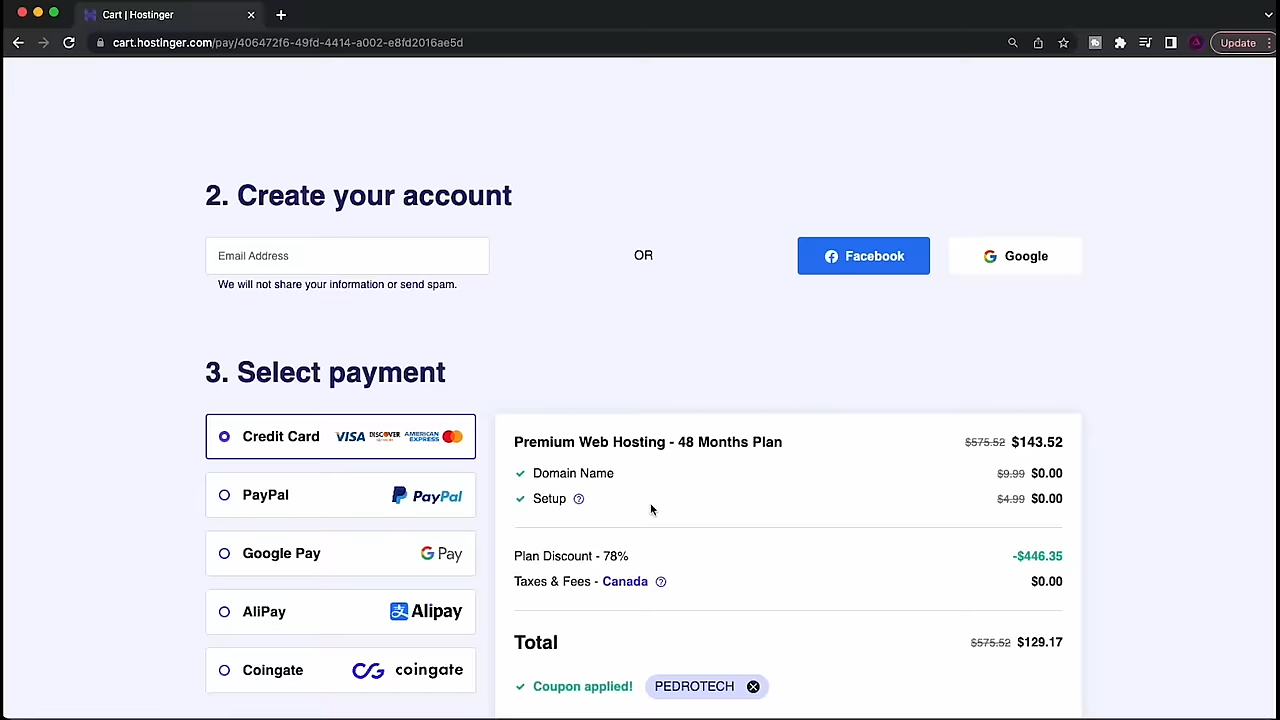 Cart | Hostinger
cart.hostinger.com/pay/406472f6-49fd-4414-a002-e8fd2016ae5d
Update
2. Create your account
Email Address
OR
Facebook
Google
We will not share your information or send spam.
3. Select payment
Credit Card VISA DISCOVER AMERICAN EXPRESS
PayPal PayPal
Google Pay G Pay
AliPay 支 Alipay
Coingate CG coingate
Premium Web Hosting - 48 Months Plan $575.52 $143.52
Domain Name $9.99 $0.00
Setup $4.99 $0.00
Plan Discount - 78% -$446.35
Taxes & Fees - Canada $0.00
Total $575.52 $129.17
Coupon applied! PEDROTECH